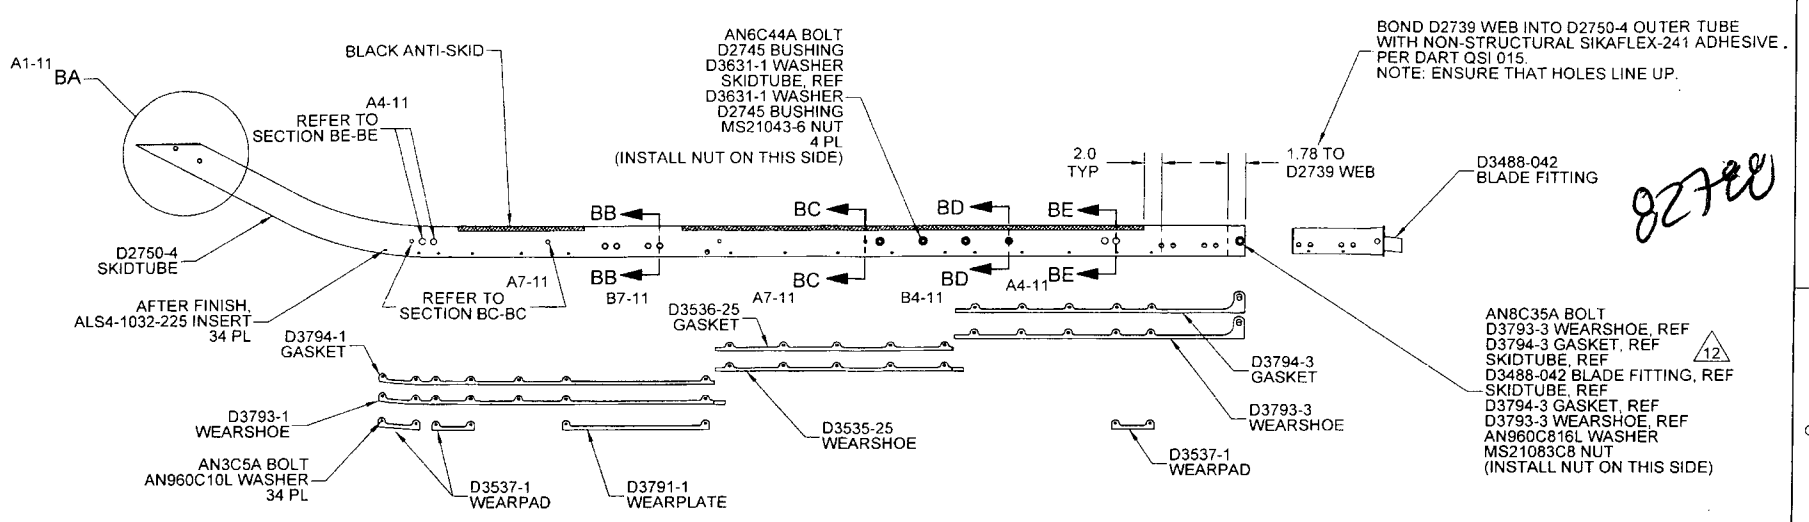 A1-11
BA
BLACK ANTI-SKID
A4-11
REFER TO
SECTION BE-BE
AN6C44A BOLT
D2745 BUSHING
D3631-1 WASHER
SKIDTUBE, REF
D3631-1 WASHER
D2745 BUSHING
MS21043-6 NUT
4 PL
(INSTALL NUT ON THIS SIDE)
BOND D2739 WEB INTO D2750-4 OUTER TUBE
WITH NON-STRUCTURAL SIKAFLEX-241 ADHESIVE.
PER DART QSI 015.
NOTE: ENSURE THAT HOLES LINE UP.
2.0
TYP
1.78 TO
D2739 WEB
D3488-042
BLADE FITTING
BB
BC
BD
BE
D2750-4
SKIDTUBE
BB
BC
BD
BE
A7-11
B7-11
A7-11
B4-11
A4-11
REFER TO
SECTION BC-BC
AFTER FINISH,
ALS4-1032-225 INSERT
34 PL
D3794-1
GASKET
D3536-25
GASKET
D3794-3
GASKET
D3793-1
WEARSHOE
D3535-25
WEARSHOE
D3793-3
WEARSHOE
AN3C5A BOLT
AN960C10L WASHER
34 PL
D3537-1
WEARPAD
D3791-1
WEARPLATE
D3537-1
WEARPAD
AN8C35A BOLT
D3793-3 WEARSHOE, REF
D3794-3 GASKET, REF
SKIDTUBE, REF
D3488-042 BLADE FITTING, REF
SKIDTUBE, REF
D3794-3 GASKET, REF
D3793-3 WEARSHOE, REF
AN960C816L WASHER
MS21083C8 NUT
(INSTALL NUT ON THIS SIDE)
12